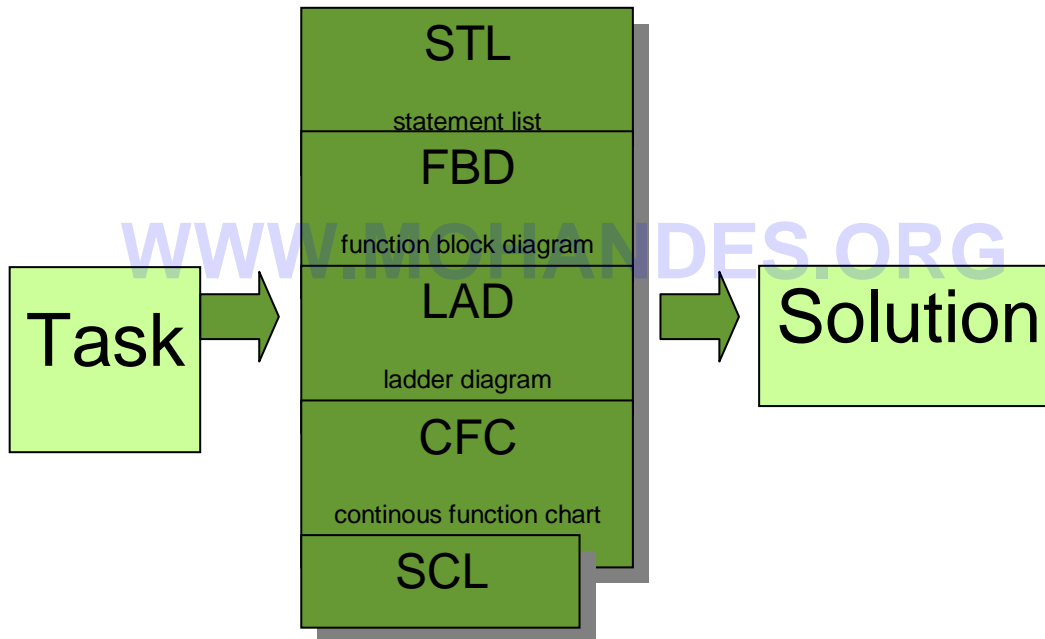 STL
statement list
FBD
function block diagram
WWW.MOHANDES.ORG
Task
LAD
ladder diagram
Solution
CFC
continous function chart
SCL